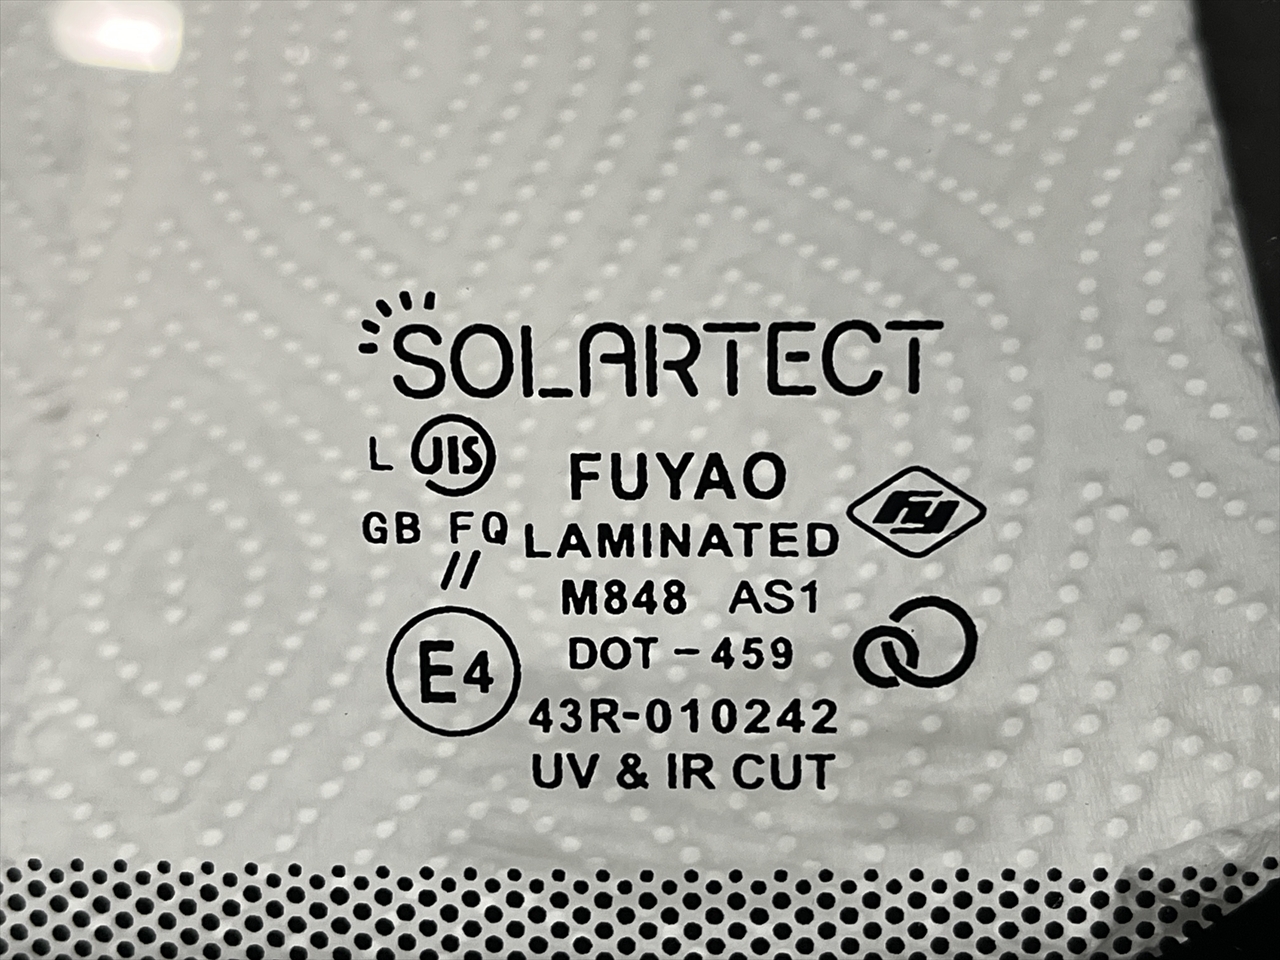 SOLARTECT
L JIS
FUYAO
FY
GB FQ
LAMINATED
//
M848 AS1
DOT-459
E4
43R-010242
UV & IR CUT